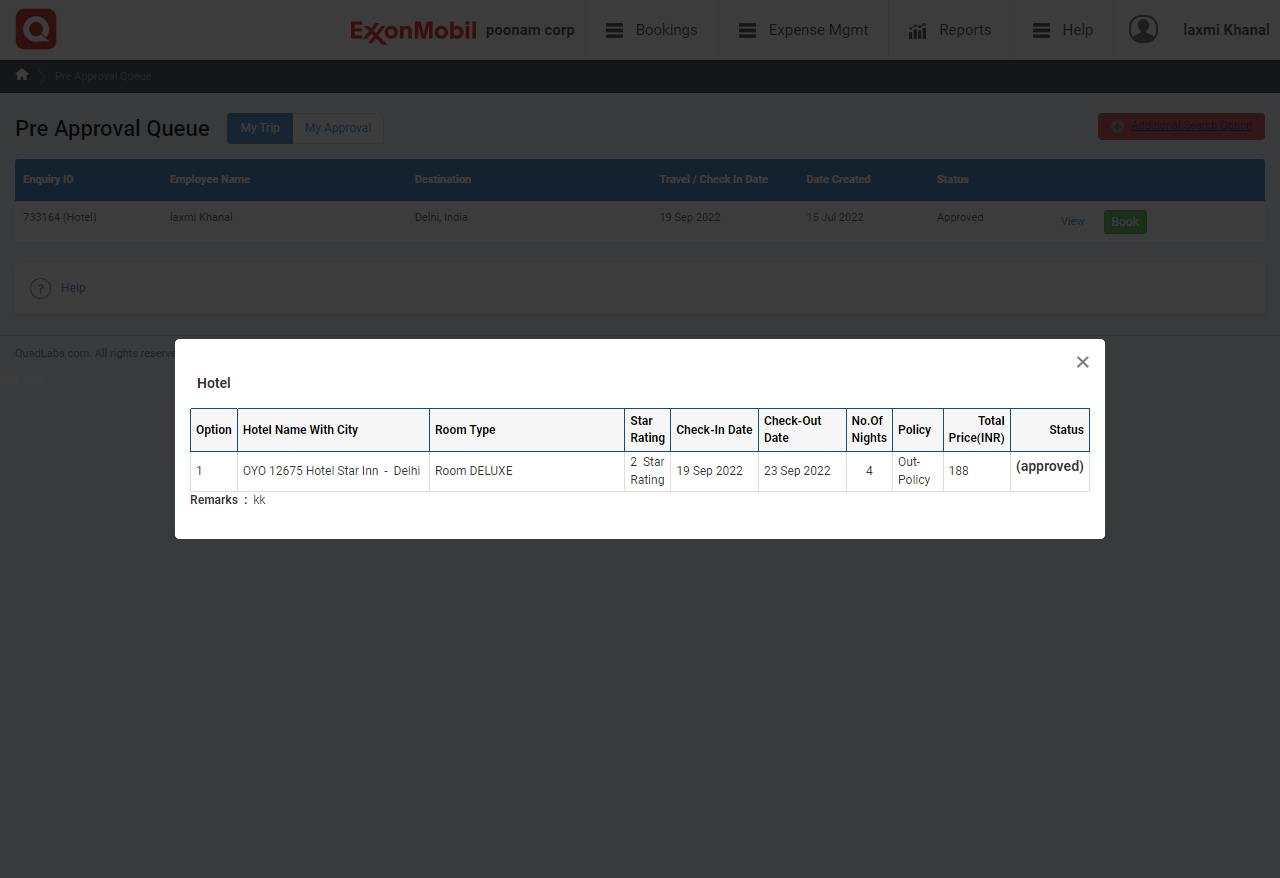 ExxonMobil poonam corp Bookings Expense Mgmt Reports Help laxmi Khanal
Pre Approval Queue
Pre Approval Queue My Trip My Approval Additional Search Option
Enquiry ID Employee Name Destination Travel / Check In Date Date Created Status
733164 (Hotel) laxmi Khanal Delhi, India 19 Sep 2022 15 Jul 2022 Approved View Book
? Help
QuadLabs.com. All rights reserve
×
Hotel
Option Hotel Name With City Room Type Star Rating Check-In Date Check-Out Date No.Of Nights Policy Total Price(INR) Status
1 OYO 12675 Hotel Star Inn - Delhi Room DELUXE 2 Star Rating 19 Sep 2022 23 Sep 2022 4 Out-Policy 188 (approved)
Remarks : kk